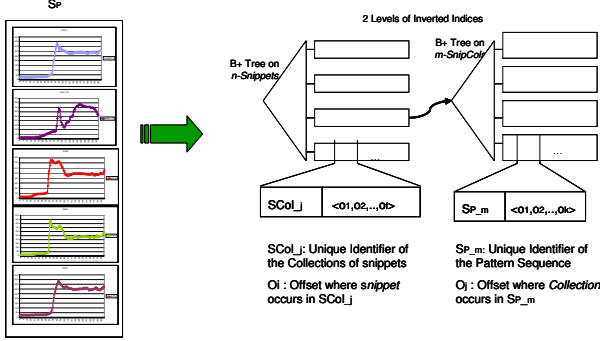 SP
2 Levels of Inverted Indices
B+ Tree on
n-Snippets
B+ Tree on
m-SnipCols
...
...
SCol_j
<O1,O2,..,Ol>
SP_m
<O1,O2,..,Ok>
SCol_j: Unique Identifier of
the Collections of snippets
Oi : Offset where snippet
occurs in SCol_j
SP_m: Unique Identifier of
the Pattern Sequence
Oj : Offset where Collection
occurs in SP_m